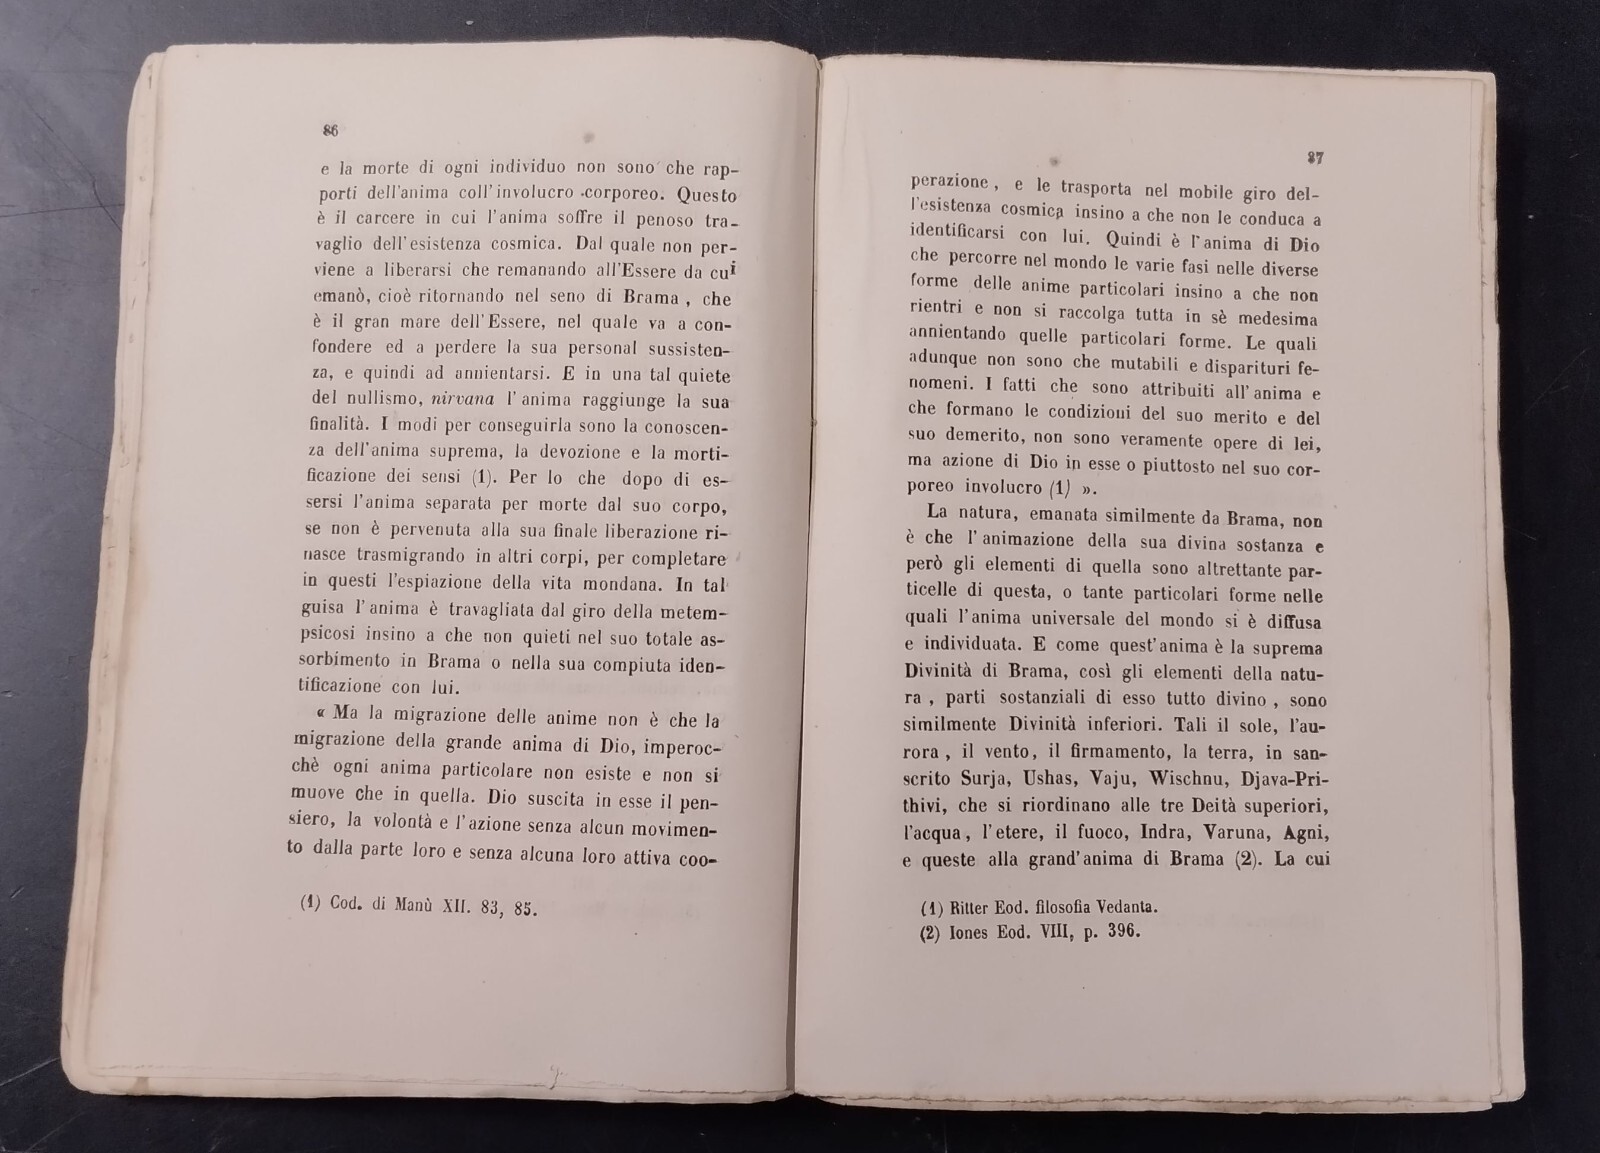 86
e la morte di ogni individuo non sono che rap-
porti dell'anima coll'involucro corporeo. Questo
è il carcere in cui l'anima soffre il penoso tra-
vaglio dell'esistenza cosmica. Dal quale non per-
viene a liberarsi che remanando all'Essere da cui
emanò, cioè ritornando nel seno di Brama, che
è il gran mare dell'Essere, nel quale va a con-
fondere ed a perdere la sua personal sussisten-
za, e quindi ad annientarsi. E in una tal quiete
del nullismo, nirvana l'anima raggiunge la sua
finalità. I modi per conseguirla sono la conoscen-
za dell'anima suprema, la devozione e la morti-
ficazione dei sensi (1). Per lo che dopo di es-
sersi l'anima separata per morte dal suo corpo,
se non è pervenuta alla sua finale liberazione ri-
nasce trasmigrando in altri corpi, per completare
in questi l'espiazione della vita mondana. In tal
guisa l'anima è travagliata dal giro della metem-
psicosi insino a che non quieti nel suo totale as-
sorbimento in Brama o nella sua compiuta iden-
tificazione con lui.
« Ma la migrazione delle anime non è che la
migrazione della grande anima di Dio, imperoc-
chè ogni anima particolare non esiste e non si
muove che in quella. Dio suscita in esse il pen-
siero, la volontà e l'azione senza alcun movimen-
to dalla parte loro e senza alcuna loro attiva coo-
(1) Cod. di Manù XII. 83, 85.
87
perazione, e le trasporta nel mobile giro del-
l'esistenza cosmica insino a che non le conduca a
identificarsi con lui. Quindi è l'anima di Dio
che percorre nel mondo le varie fasi nelle diverse
forme delle anime particolari insino a che non
rientri e non si raccolga tutta in sè medesima
annientando quelle particolari forme. Le quali
adunque non sono che mutabili e disparituri fe-
nomeni. I fatti che sono attribuiti all'anima e
che formano le condizioni del suo merito e del
suo demerito, non sono veramente opere di lei,
ma azione di Dio in esse o piuttosto nel suo cor-
poreo involucro (1) ».
La natura, emanata similmente da Brama, non
è che l'animazione della sua divina sostanza e
però gli elementi di quella sono altrettante par-
ticelle di questa, o tante particolari forme nelle
quali l'anima universale del mondo si è diffusa
e individuata. E come quest'anima è la suprema
Divinità di Brama, così gli elementi della natu-
ra, parti sostanziali di esso tutto divino, sono
similmente Divinità inferiori. Tali il sole, l'au-
rora, il vento, il firmamento, la terra, in san-
scrito Surja, Ushas, Vaju, Wischnu, Djava-Pri-
thivi, che si riordinano alle tre Deità superiori,
l'acqua, l'etere, il fuoco, Indra, Varuna, Agni,
e queste alla grand'anima di Brama (2). La cui
(1) Ritter Eod. filosofia Vedanta.
(2) Iones Eod. VIII, p. 396.